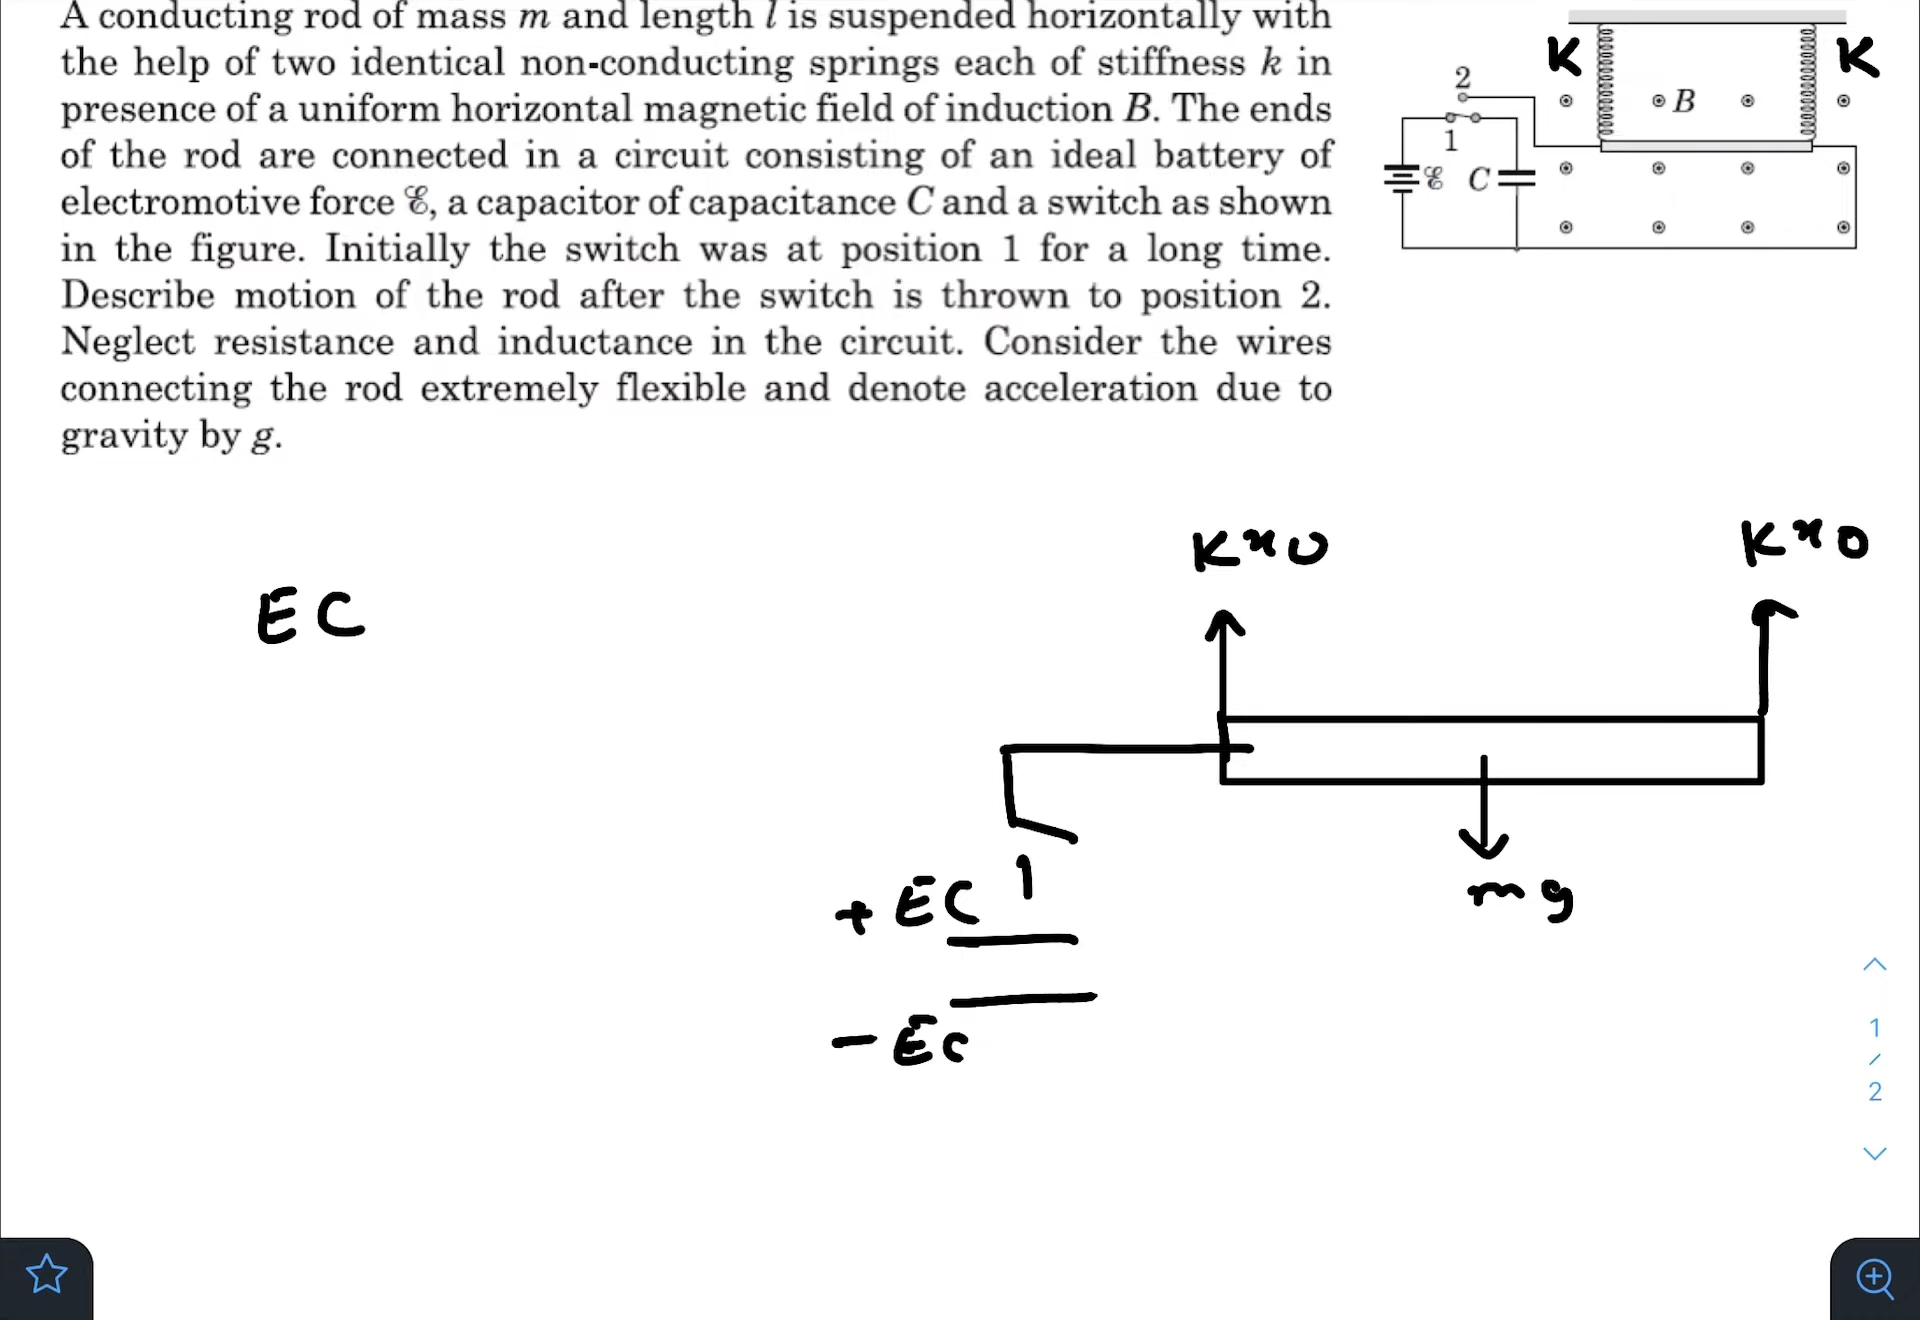 A conducting rod of mass m and length l is suspended horizontally with
the help of two identical non-conducting springs each of stiffness k in
presence of a uniform horizontal magnetic field of induction B. The ends
of the rod are connected in a circuit consisting of an ideal battery of
electromotive force ℰ, a capacitor of capacitance C and a switch as shown
in the figure. Initially the switch was at position 1 for a long time.
Describe motion of the rod after the switch is thrown to position 2.
Neglect resistance and inductance in the circuit. Consider the wires
connecting the rod extremely flexible and denote acceleration due to
gravity by g.
K K
2
B
1
ℰ C
Kx0 Kx0
EC
1
+EC
mg
-EC
1
/
2